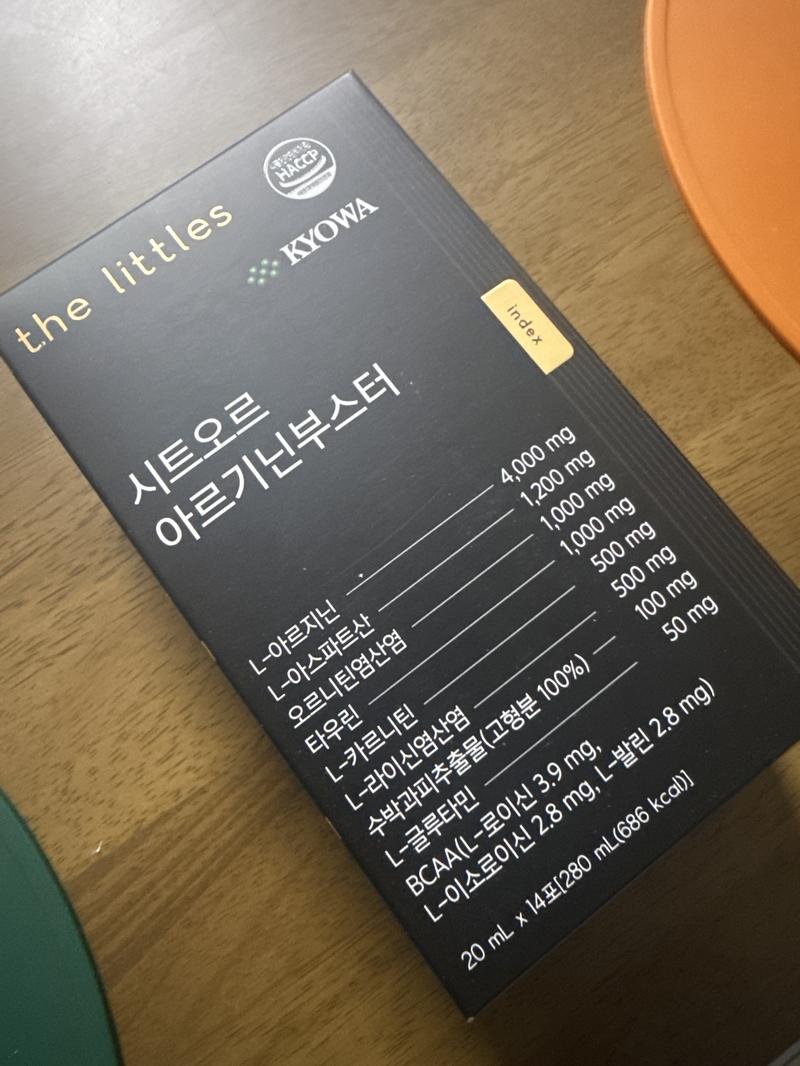 the littles
HACCP
KYOWA
index
시트오르
아르기닌부스터
L-아르지닌 4,000 mg
L-아스파트산 1,200 mg
오르니틴염산염 1,000 mg
타우린 1,000 mg
L-카르니틴 500 mg
L-라이신염산염 500 mg
수박과피추출물(고형분 100%) 100 mg
L-글루타민 50 mg
BCAA(L-로이신 3.9 mg,
L-이소로이신 2.8 mg, L-발린 2.8 mg)
20 mL x 14포[280 mL(686 kcal)]